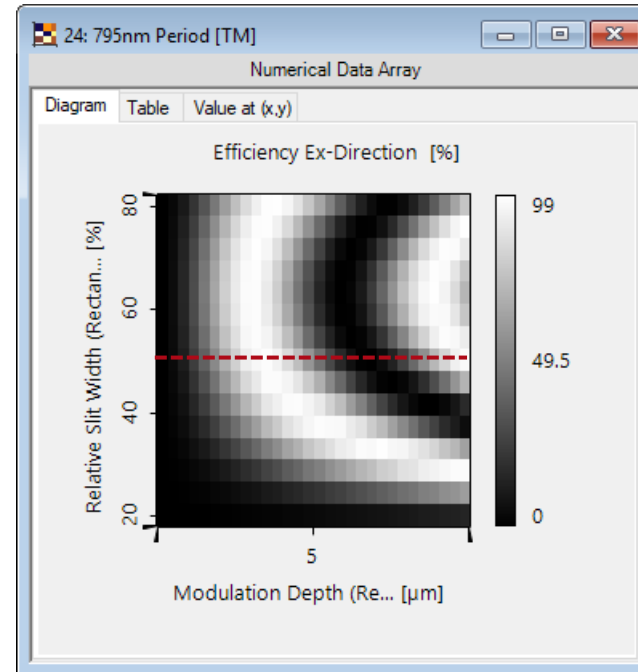 24: 795nm Period [TM]
Numerical Data Array
Diagram Table Value at (x,y)
Efficiency Ex-Direction [%]
Relative Slit Width (Rectan... [%]
80
60
40
20
5
Modulation Depth (Re... [µm]
99
49.5
0